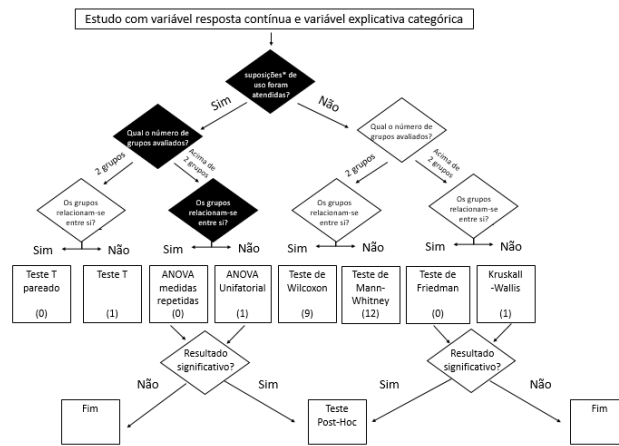 Estudo com variável resposta contínua e variável explicativa categórica
suposições* de
uso foram
atendidas?
Sim
Não
Qual o número de
grupos avaliados?
Qual o número de
grupos avaliados?
2 grupos
Acima de
2 grupos
2 grupos
Acima de
2 grupos
Os grupos
relacionam-se
entre si?
Os grupos
relacionam-se
entre si?
Os grupos
relacionam-se
entre si?
Os grupos
relacionam-se
entre si?
Sim
Não
Sim
Não
Sim
Não
Sim
Não
Teste T
pareado
(0)
Teste T
(1)
ANOVA
medidas
repetidas
(0)
ANOVA
Unifatorial
(1)
Teste de
Wilcoxon
(9)
Teste de
Mann-
Whitney
(12)
Teste de
Friedman
(0)
Kruskall
-Wallis
(1)
Resultado
significativo?
Resultado
significativo?
Não
Sim
Sim
Não
Fim
Teste
Post-Hoc
Fim